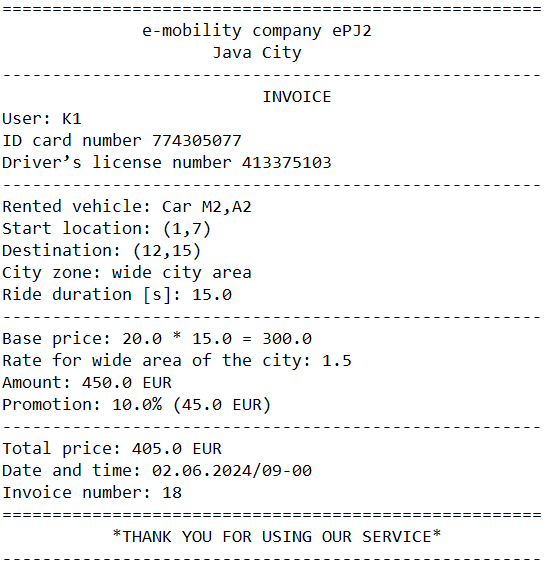 ======================================================
e-mobility company ePJ2
Java City
------------------------------------------------------
INVOICE
User: K1
ID card number 774305077
Driver’s license number 413375103
------------------------------------------------------
Rented vehicle: Car M2,A2
Start location: (1,7)
Destination: (12,15)
City zone: wide city area
Ride duration [s]: 15.0
------------------------------------------------------
Base price: 20.0 * 15.0 = 300.0
Rate for wide area of the city: 1.5
Amount: 450.0 EUR
Promotion: 10.0% (45.0 EUR)
------------------------------------------------------
Total price: 405.0 EUR
Date and time: 02.06.2024/09-00
Invoice number: 18
======================================================
*THANK YOU FOR USING OUR SERVICE*
------------------------------------------------------